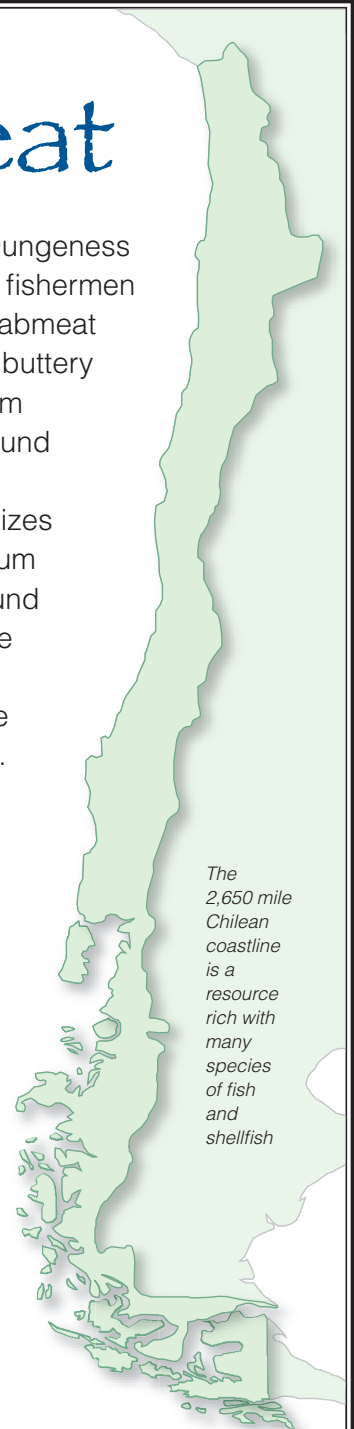 eat
ungeness
fishermen
abmeat
buttery
m
und
izes
um
und
e
e
.
The
2,650 mile
Chilean
coastline
is a
resource
rich with
many
species
of fish
and
shellfish